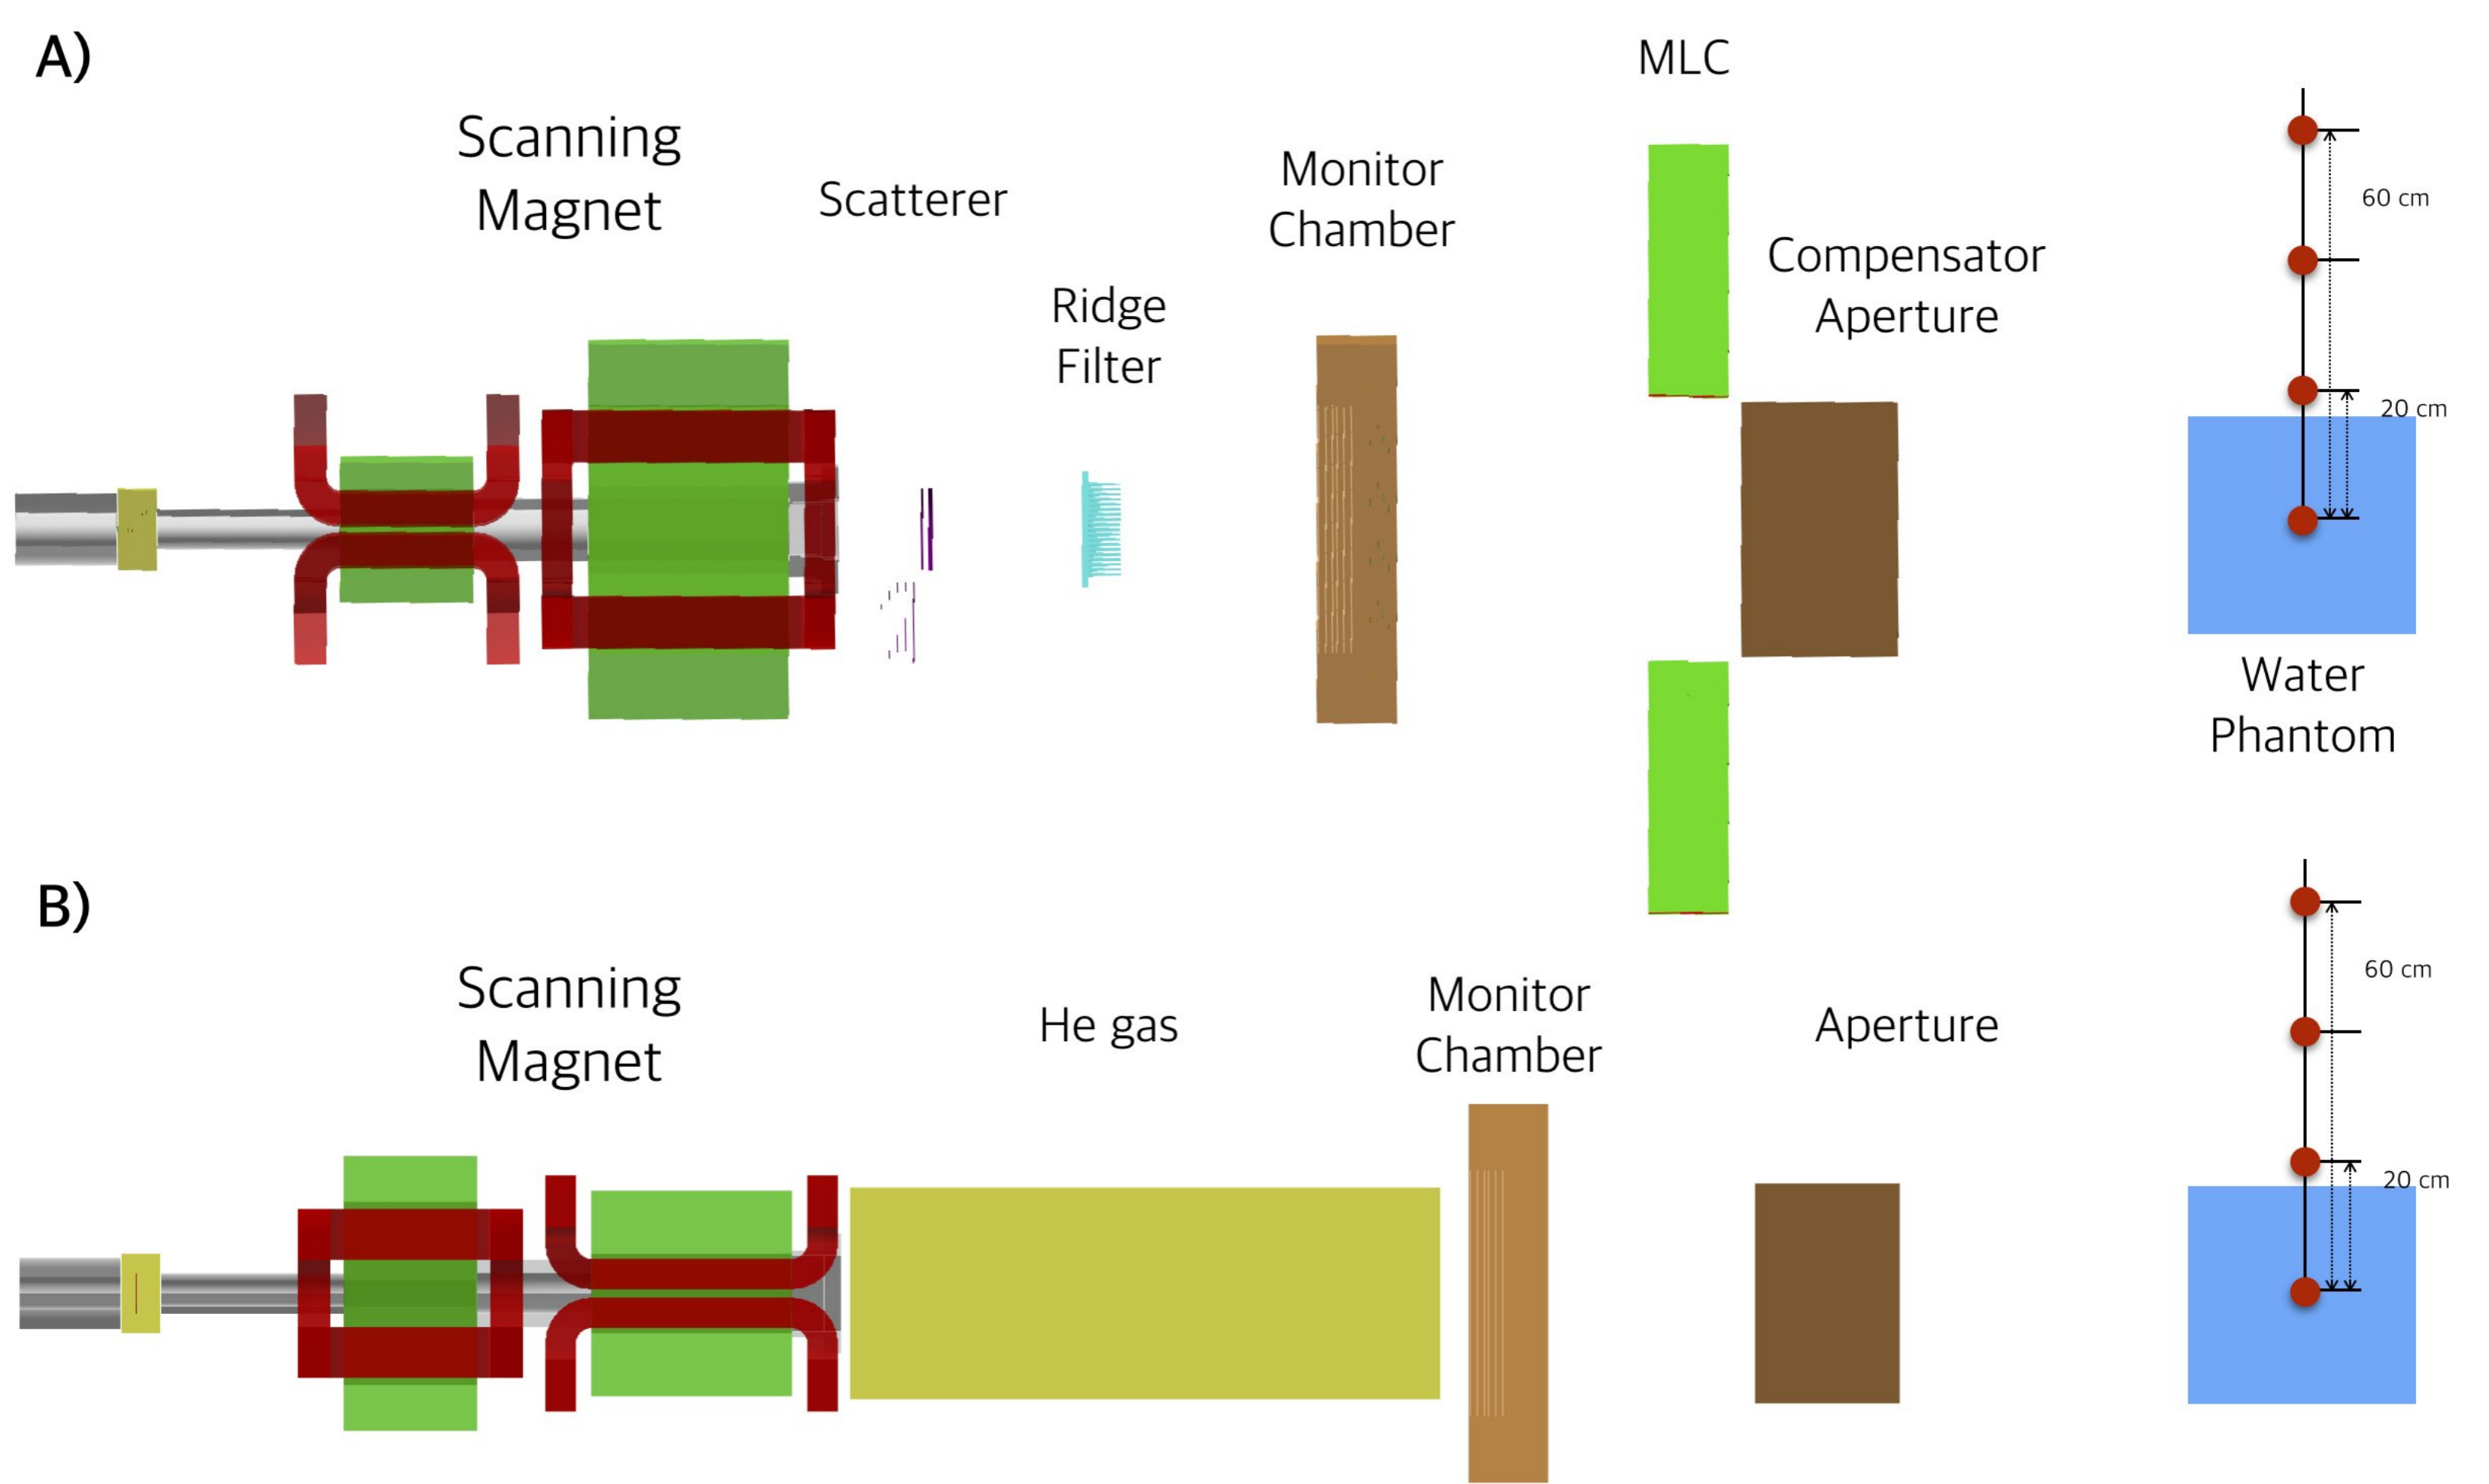 A)
MLC
Scanning
Magnet
Scatterer
Monitor
Chamber
Ridge
Filter
Compensator
Aperture
60 cm
20 cm
Water
Phantom
B)
Scanning
Magnet
He gas
Monitor
Chamber
Aperture
60 cm
20 cm